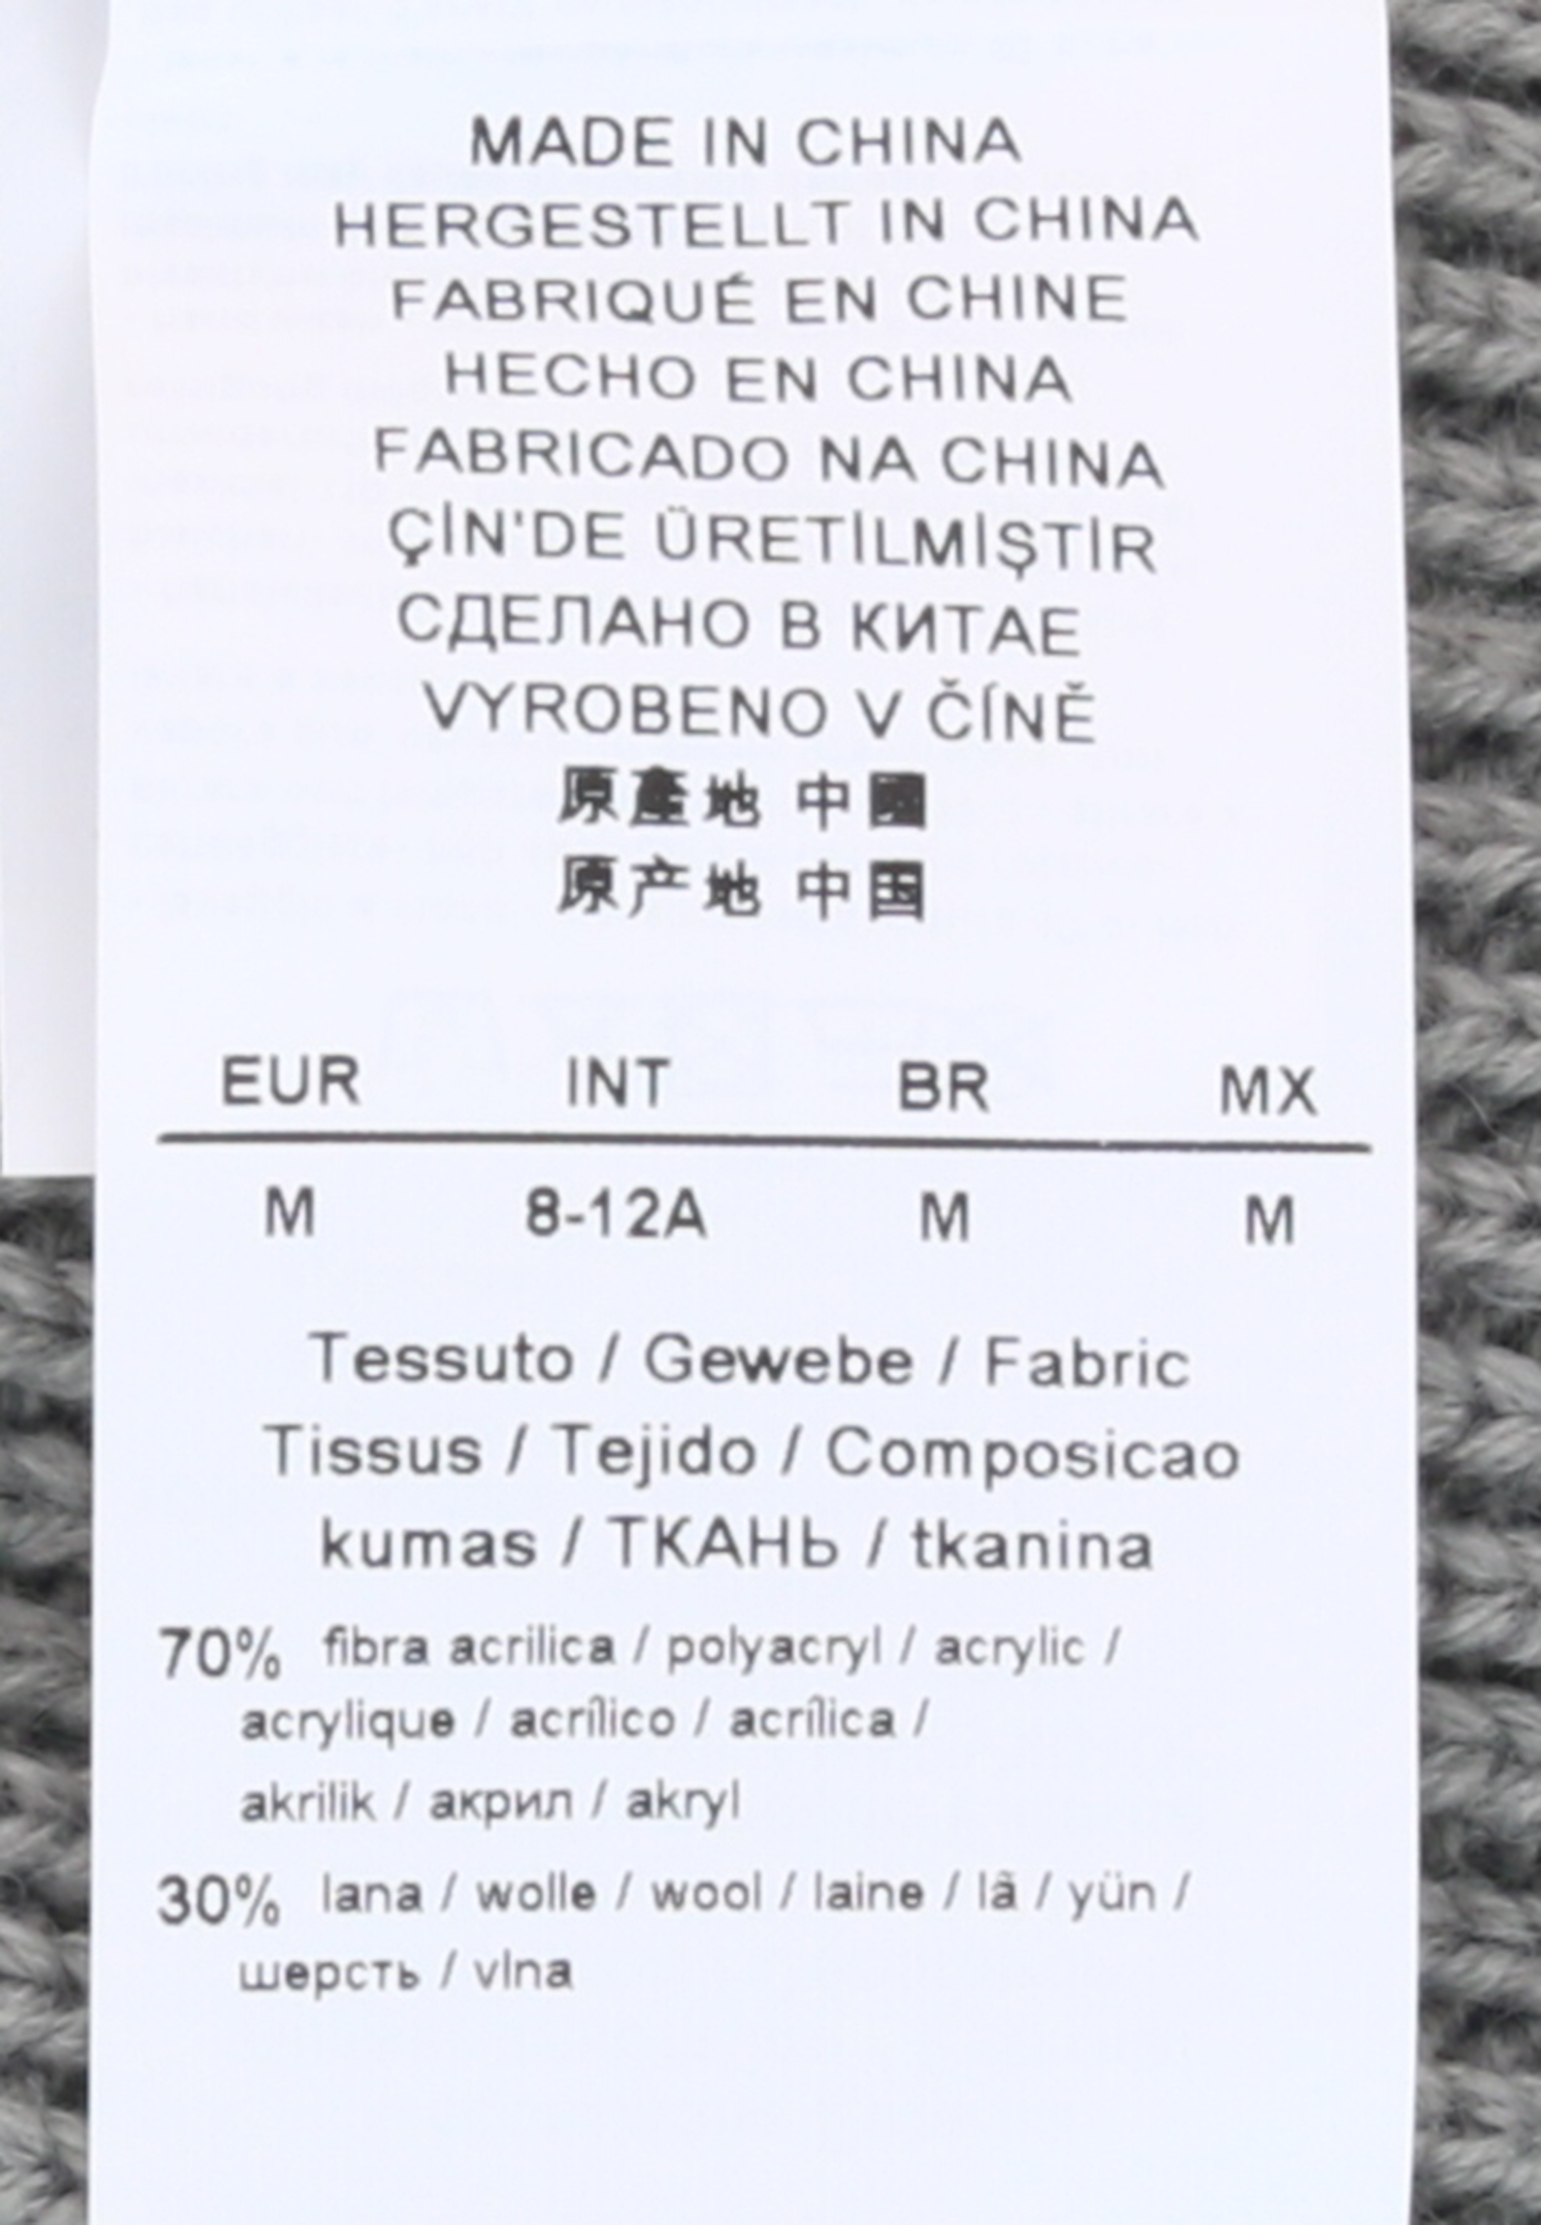 MADE IN CHINA
HERGESTELLT IN CHINA
FABRIQUÉ EN CHINE
HECHO EN CHINA
FABRICADO NA CHINA
ÇİN'DE ÜRETİLMİŞTİR
СДЕЛАНО В КИТАЕ
VYROBENO V ČÍNĚ
原產地 中國
原产地 中国
EUR INT BR MX
M 8-12A M M
Tessuto / Gewebe / Fabric
Tissus / Tejido / Composicao
kumas / ТКАНЬ / tkanina
70% fibra acrilica / polyacryl / acrylic /
acrylique / acrílico / acrílica /
akrilik / акрил / akryl
30% lana / wolle / wool / laine / lã / yün /
шерсть / vlna